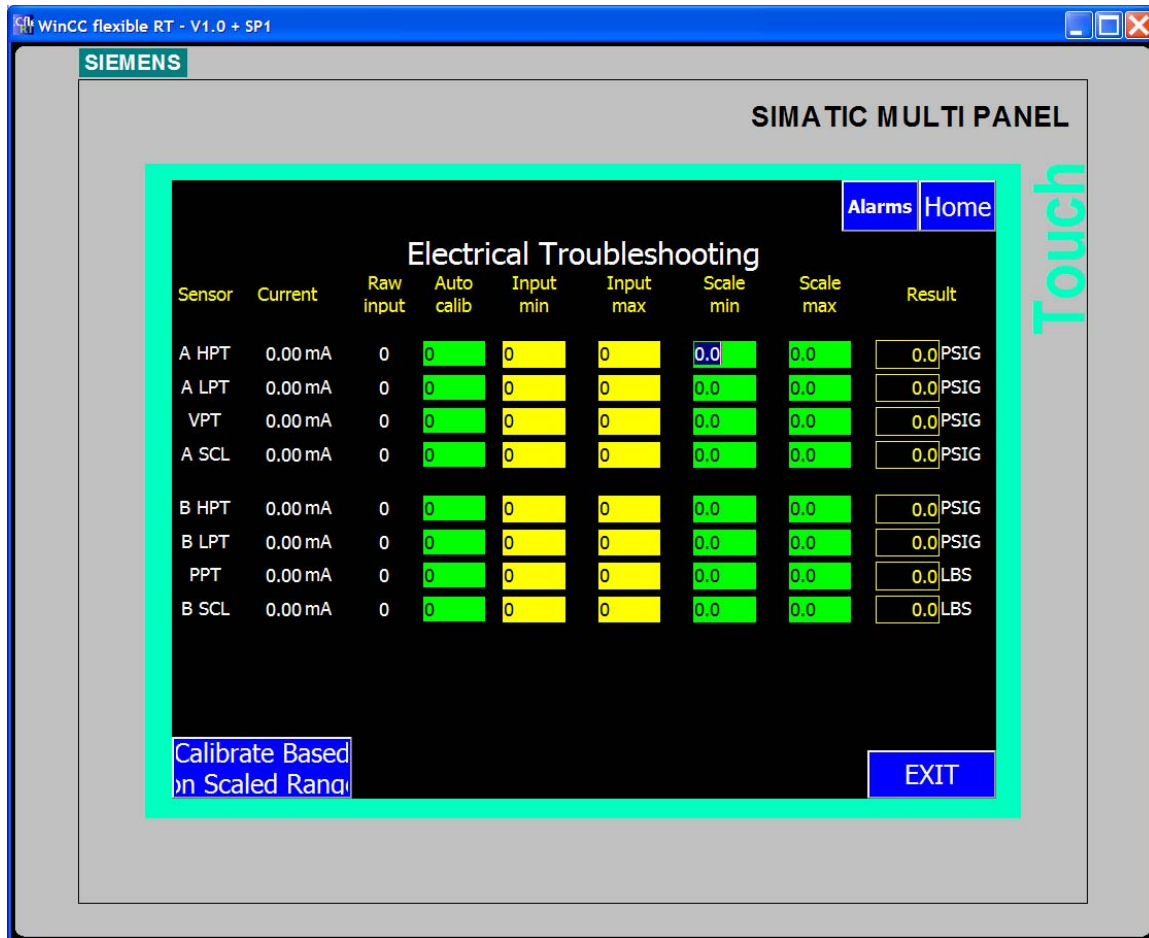 WinCC flexible RT - V1.0 + SP1
SIEMENS
SIMATIC MULTI PANEL
Touch
Alarms Home
Electrical Troubleshooting
Sensor Current Raw input Auto calib Input min Input max Scale min Scale max Result
A HPT 0.00 mA 0 0 0 0 0.0 0.0 0.0 PSIG
A LPT 0.00 mA 0 0 0 0 0.0 0.0 0.0 PSIG
VPT 0.00 mA 0 0 0 0 0.0 0.0 0.0 PSIG
A SCL 0.00 mA 0 0 0 0 0.0 0.0 0.0 PSIG
B HPT 0.00 mA 0 0 0 0 0.0 0.0 0.0 PSIG
B LPT 0.00 mA 0 0 0 0 0.0 0.0 0.0 PSIG
PPT 0.00 mA 0 0 0 0 0.0 0.0 0.0 LBS
B SCL 0.00 mA 0 0 0 0 0.0 0.0 0.0 LBS
Calibrate Based
on Scaled Rang
EXIT